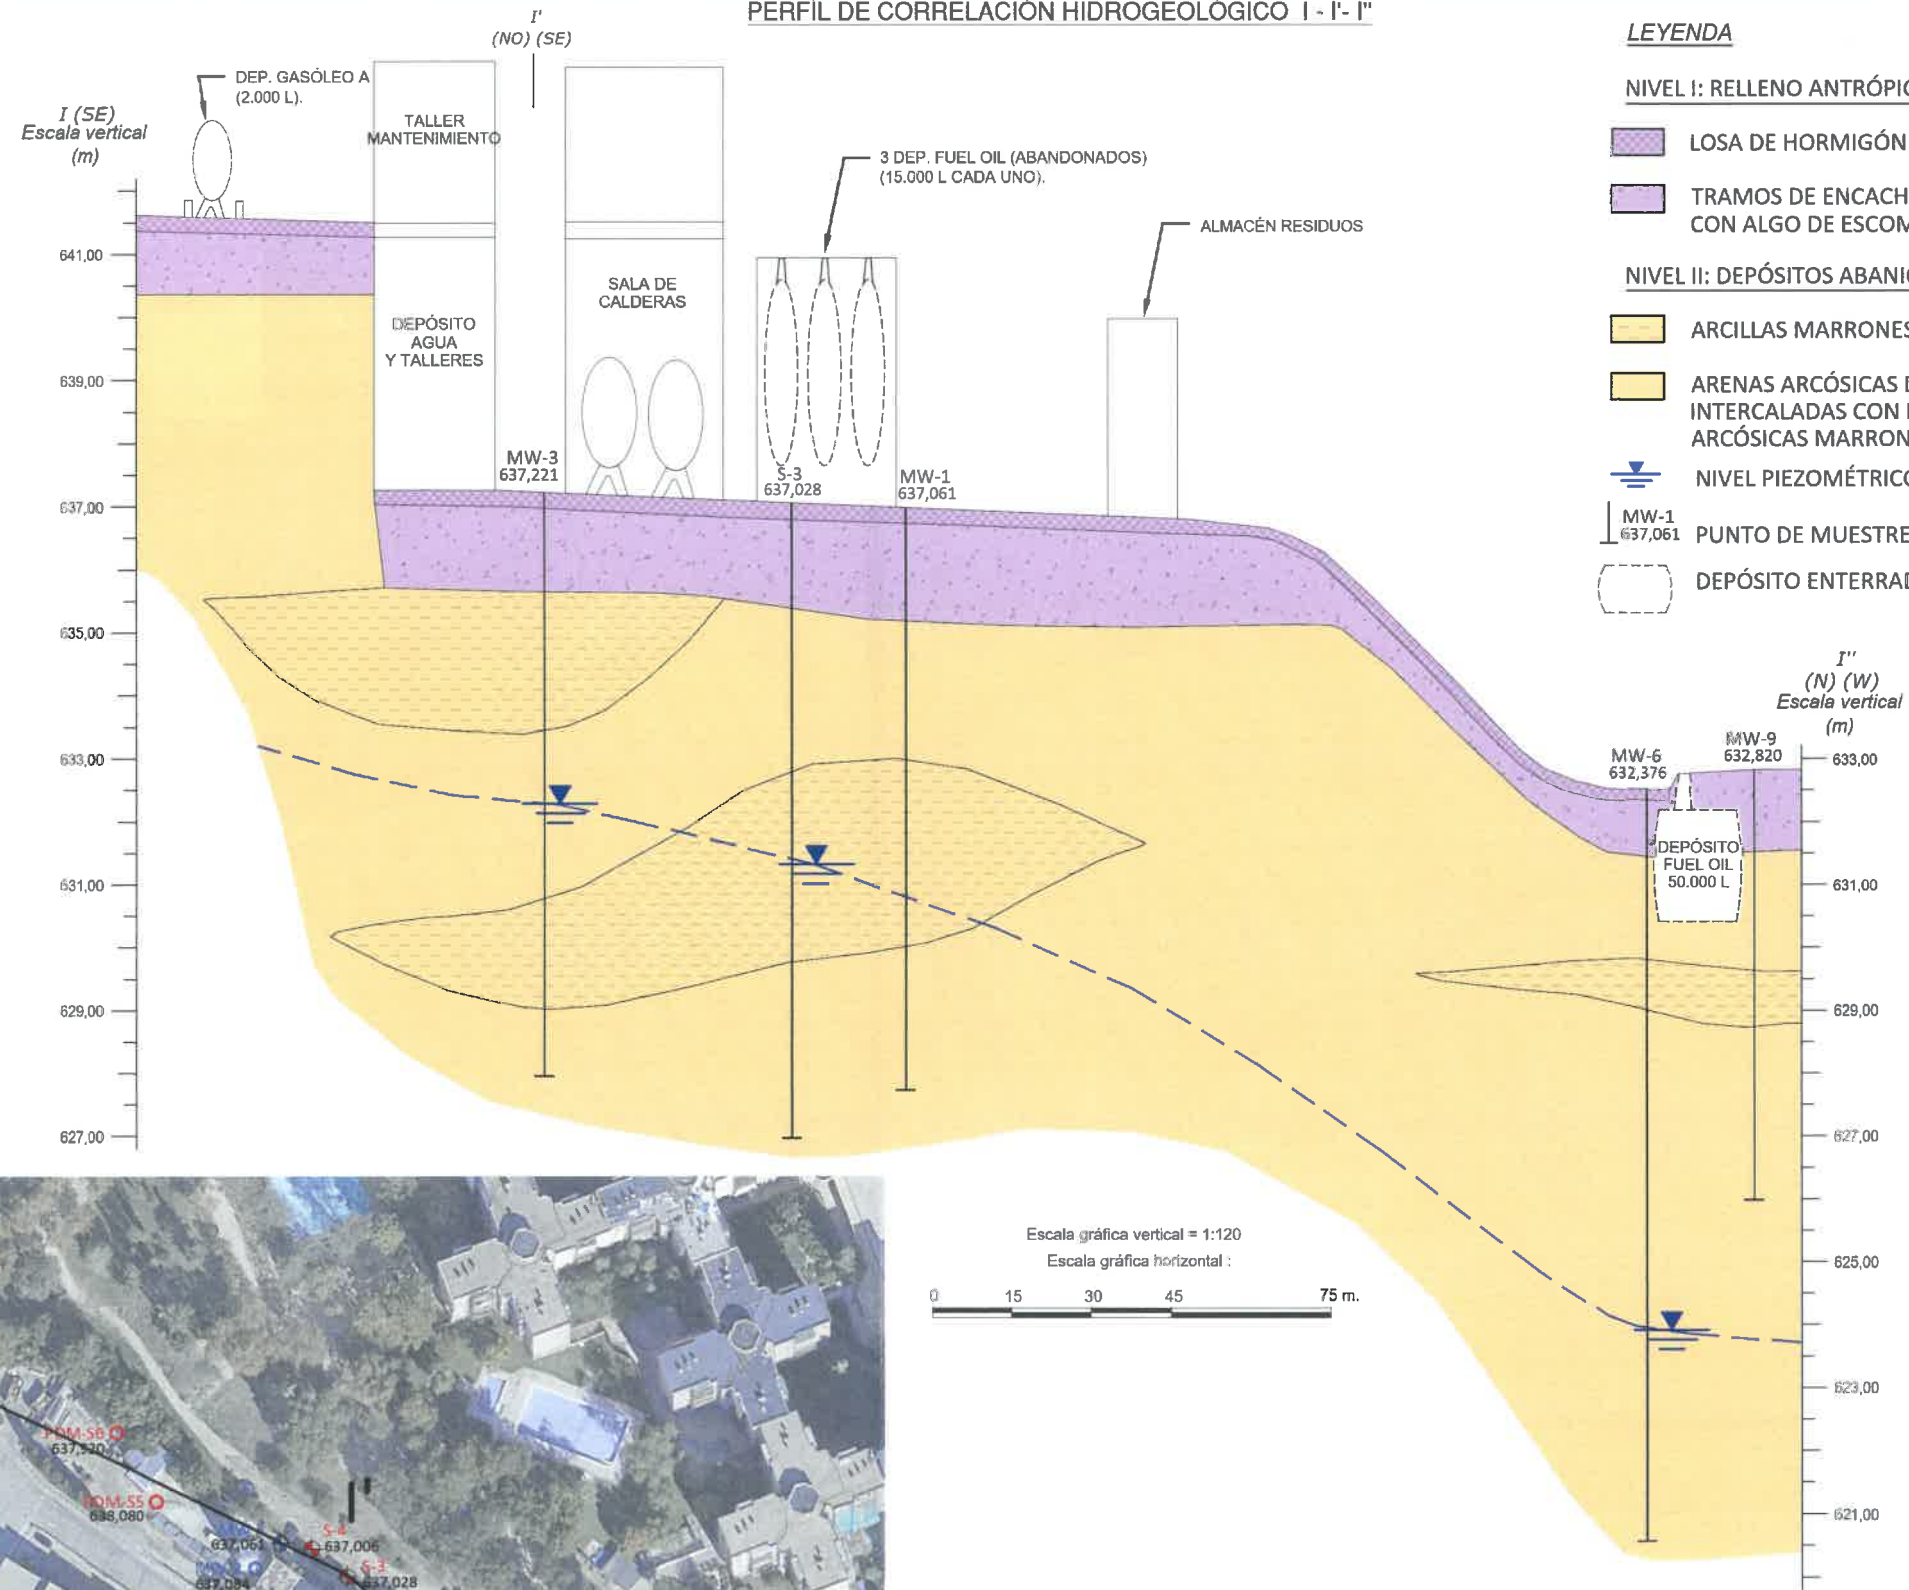 PERFIL DE CORRELACIÓN HIDROGEOLÓGICO I - I'- I"
I'
(NO) (SE)
I (SE)
Escala vertical
(m)
DEP. GASÓLEO A
(2.000 L).
TALLER
MANTENIMIENTO
DEPÓSITO
AGUA
Y TALLERES
SALA DE
CALDERAS
3 DEP. FUEL OIL (ABANDONADOS)
(15.000 L CADA UNO).
ALMACÉN RESIDUOS
641,00
639,00
637,00
635,00
633,00
631,00
629,00
627,00
MW-3
637,221
S-3
637,028
MW-1
637,061
LEYENDA
NIVEL I: RELLENO ANTRÓPIC
LOSA DE HORMIGÓN
TRAMOS DE ENCACH
CON ALGO DE ESCOM
NIVEL II: DEPÓSITOS ABANI
ARCILLAS MARRONES
ARENAS ARCÓSICAS
INTERCALADAS CON
ARCÓSICAS MARRON
NIVEL PIEZOMÉTRICO
MW-1
637,061
PUNTO DE MUESTRE
DEPÓSITO ENTERRAD
I''
(N) (W)
Escala vertical
(m)
MW-6
632,376
MW-9
632,820
DEPÓSITO
FUEL OIL
50.000 L
633,00
631,00
629,00
627,00
625,00
623,00
621,00
Escala gráfica vertical = 1:120
Escala gráfica horizontal :
0 15 30 45 75 m.
PDM-S6
PDM-S5
638,080
I'
637,061
S-4
637,006
S-3
637,028